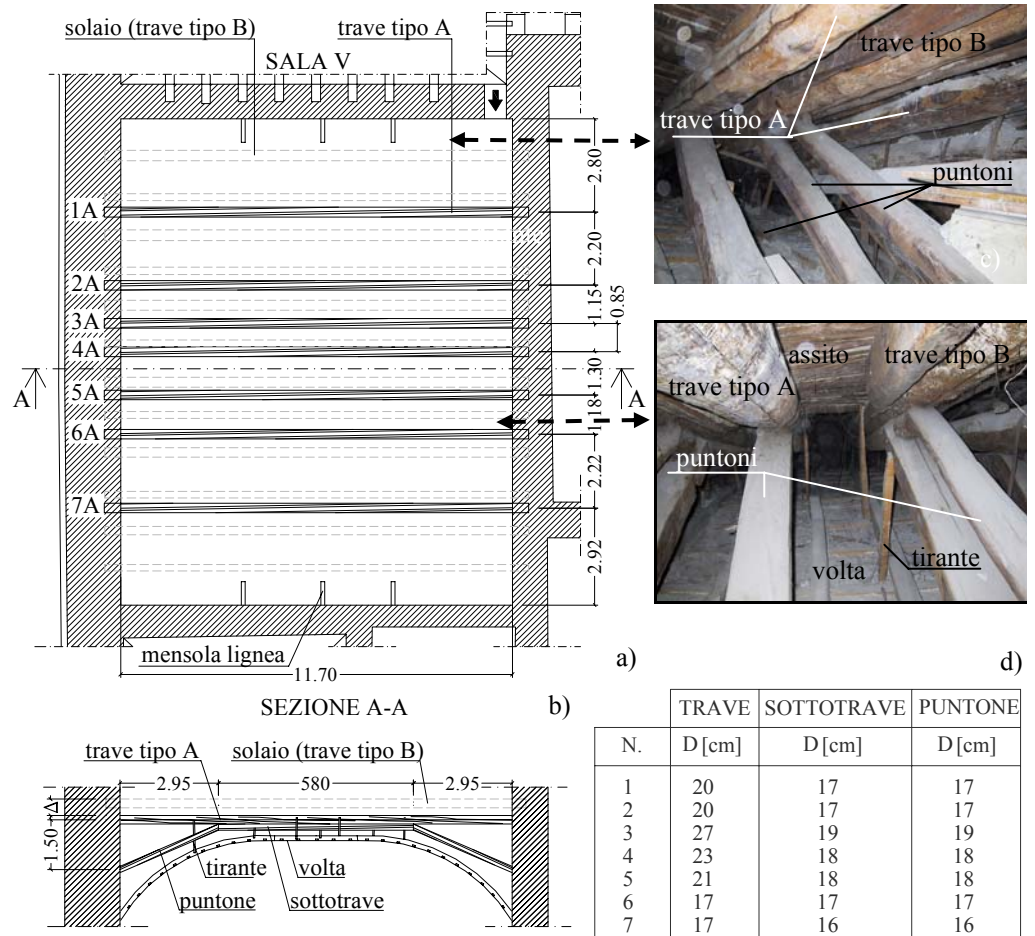 solaio (trave tipo B)
trave tipo A
SALA V
1A
2A
3A
4A
5A
6A
7A
A
A
2.80
2.20
1.15
0.85
1.30
1.18
2.22
2.92
mensola lignea
11.70
a)
trave tipo B
trave tipo A
puntoni
c)
assito
trave tipo B
trave tipo A
puntoni
tirante
volta
d)
SEZIONE A-A
b)
trave tipo A
solaio (trave tipo B)
2.95
580
2.95
Δ
1.50
tirante
volta
puntone
sottotrave
TRAVE SOTTOTRAVE PUNTONE
N. D [cm] D [cm] D [cm]
1 20 17 17
2 20 17 17
3 27 19 19
4 23 18 18
5 21 18 18
6 17 17 17
7 17 16 16